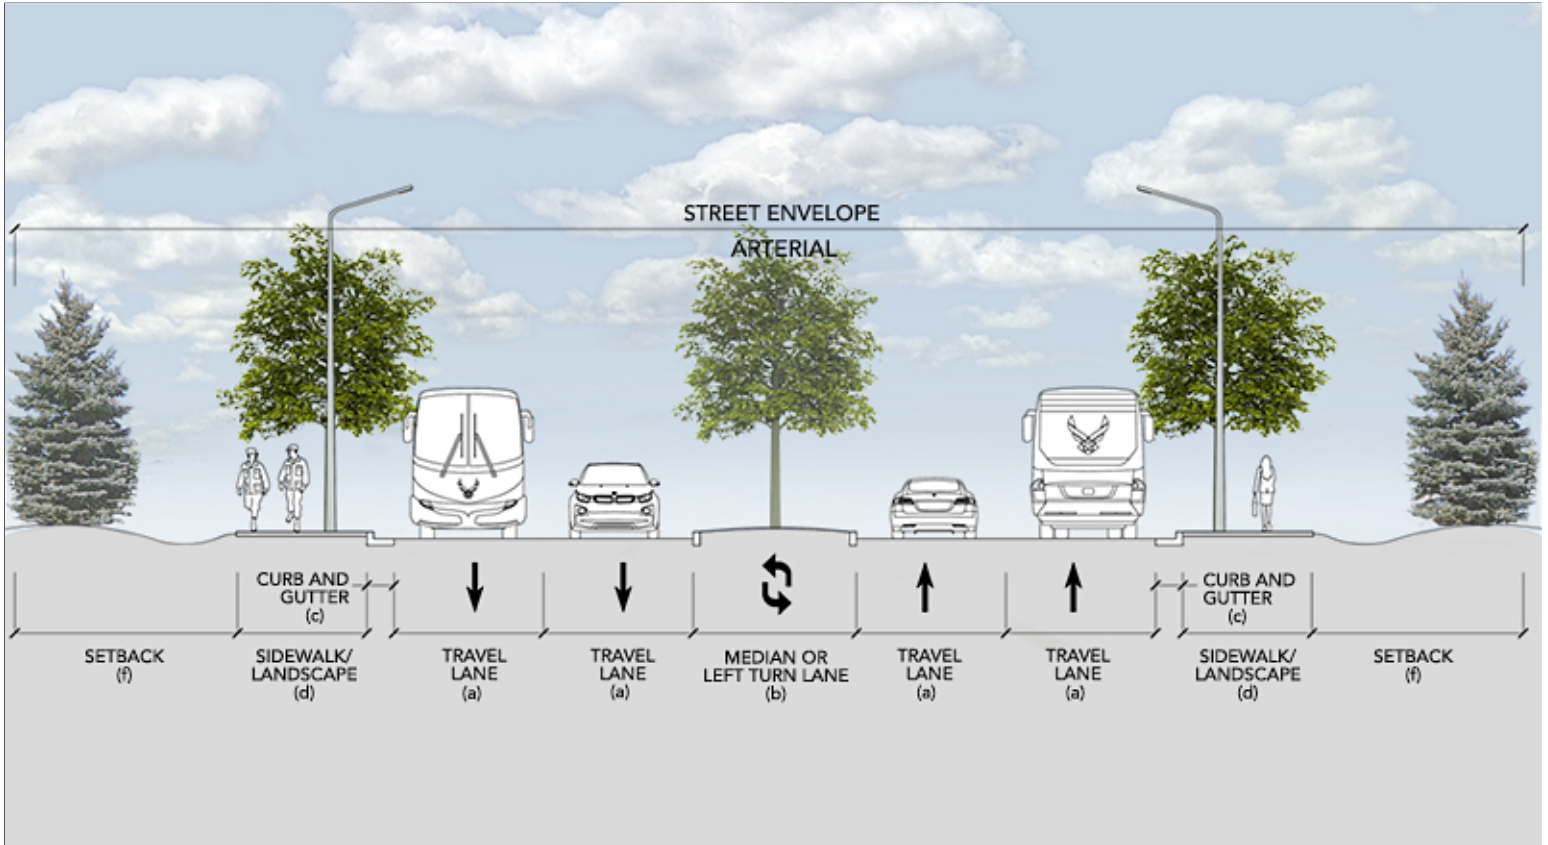 STREET ENVELOPE
ARTERIAL
CURB AND
GUTTER
(c)
CURB AND
GUTTER
(c)
SETBACK
(f)
SIDEWALK/
LANDSCAPE
(d)
TRAVEL
LANE
(a)
TRAVEL
LANE
(a)
MEDIAN OR
LEFT TURN LANE
(b)
TRAVEL
LANE
(a)
TRAVEL
LANE
(a)
SIDEWALK/
LANDSCAPE
(d)
SETBACK
(f)